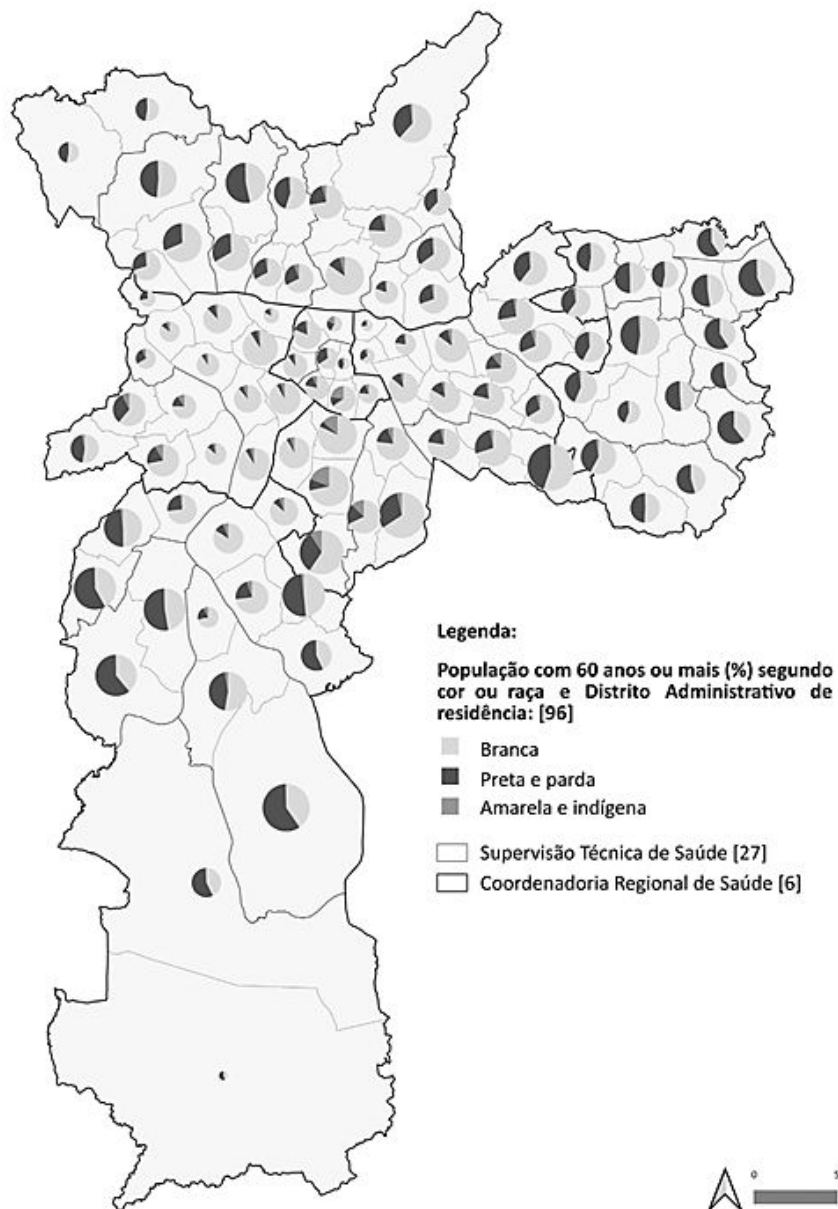 Legenda:
População com 60 anos ou mais (%) segundo
cor ou raça e Distrito Administrativo de
residência: [96]
Branca
Preta e parda
Amarela e indígena
Supervisão Técnica de Saúde [27]
Coordenadoria Regional de Saúde [6]
0